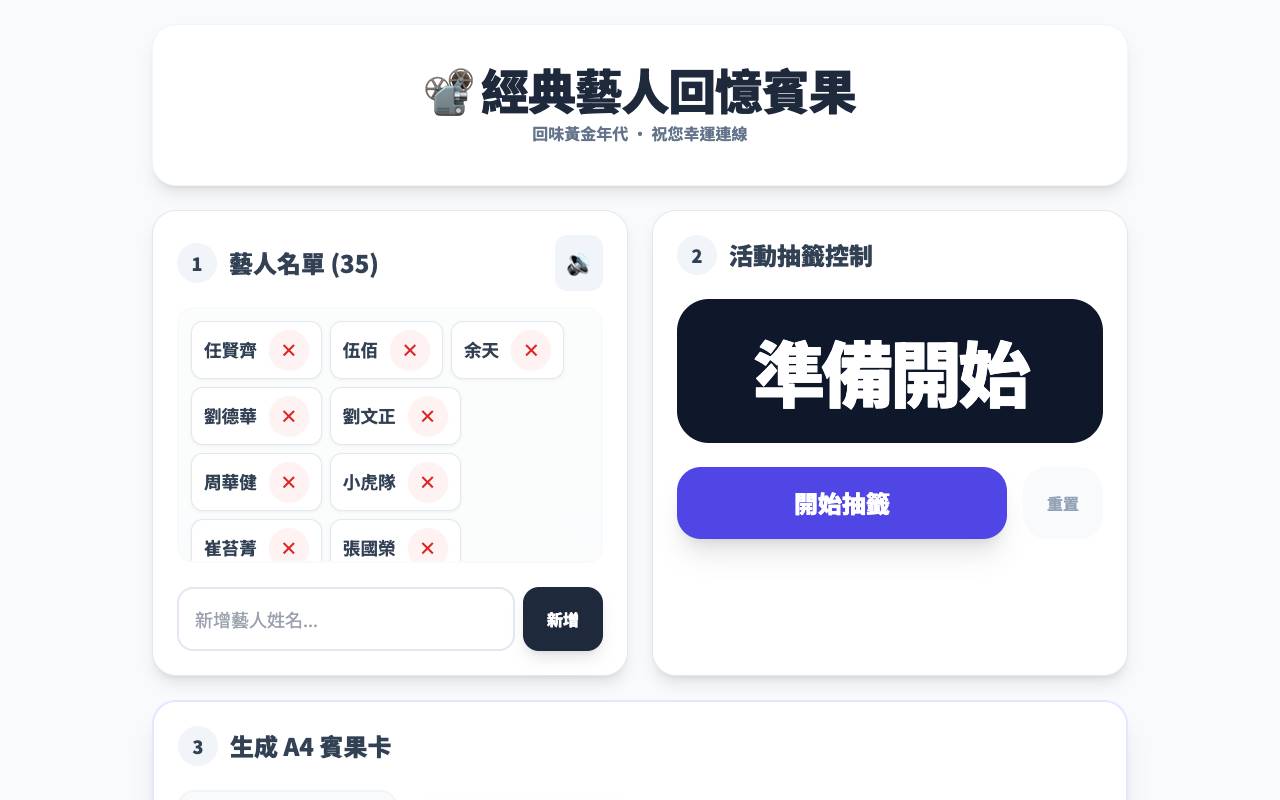 經典藝人回憶賓果
回味黃金年代 • 祝您幸運連線
1 藝人名單 (35)
任賢齊 ✕ 伍佰 ✕ 余天 ✕
劉德華 ✕ 劉文正 ✕
周華健 ✕ 小虎隊 ✕
崔苔菁 ✕ 張國榮 ✕
新增藝人姓名... 新增
2 活動抽籤控制
準備開始
開始抽籤 重置
3 生成 A4 賓果卡